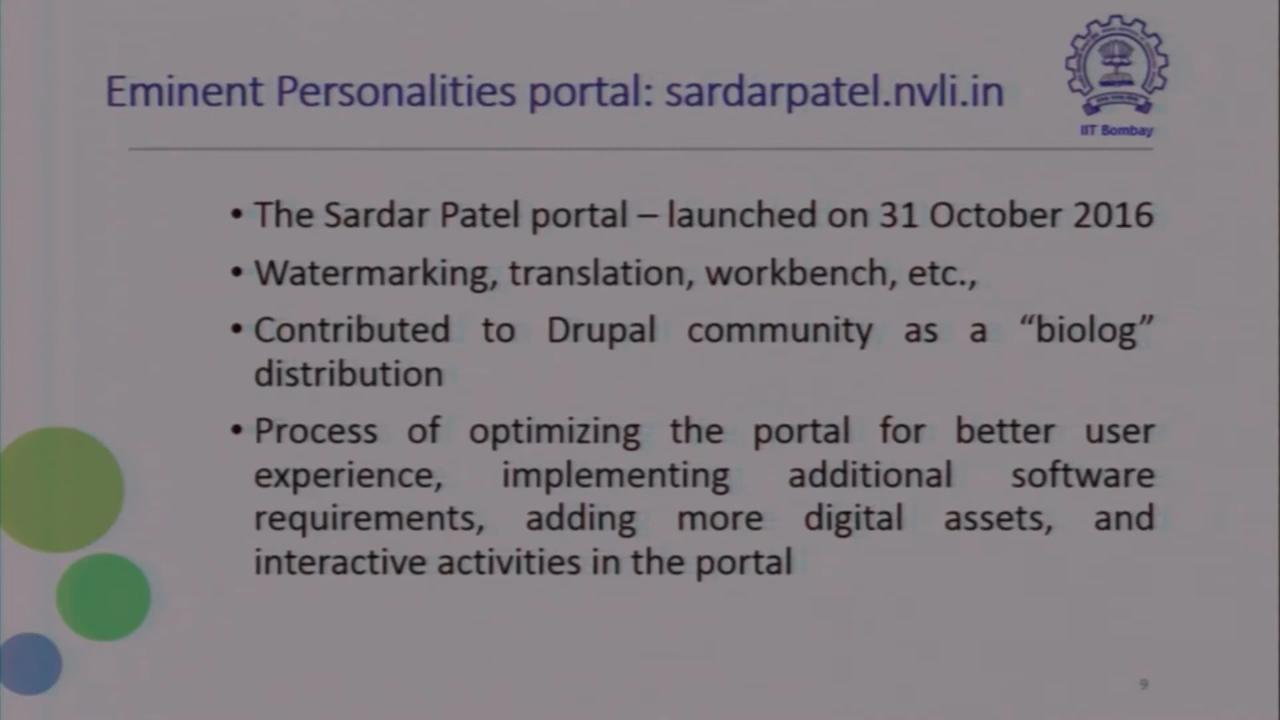 Eminent Personalities portal: sardarpatel.nvli.in
IIT Bombay
• The Sardar Patel portal – launched on 31 October 2016
• Watermarking, translation, workbench, etc.,
• Contributed to Drupal community as a “biolog”
distribution
• Process of optimizing the portal for better user
experience, implementing additional software
requirements, adding more digital assets, and
interactive activities in the portal
9